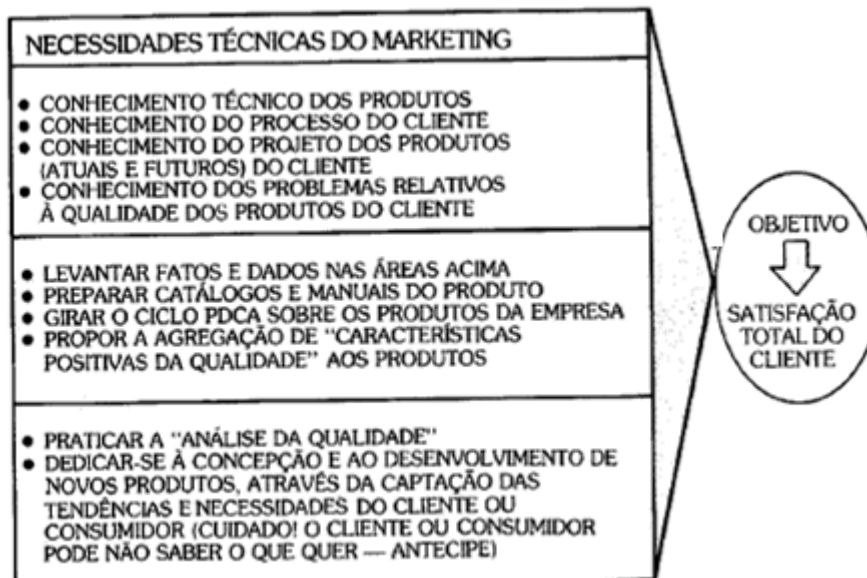 NECESSIDADES TÉCNICAS DO MARKETING
• CONHECIMENTO TÉCNICO DOS PRODUTOS
• CONHECIMENTO DO PROCESSO DO CLIENTE
• CONHECIMENTO DO PROJETO DOS PRODUTOS
(ATUAIS E FUTUROS) DO CLIENTE
• CONHECIMENTO DOS PROBLEMAS RELATIVOS
À QUALIDADE DOS PRODUTOS DO CLIENTE
• LEVANTAR FATOS E DADOS NAS ÁREAS ACIMA
• PREPARAR CATÁLOGOS E MANUAIS DO PRODUTO
• GIRAR O CICLO PDCA SOBRE OS PRODUTOS DA EMPRESA
• PROPOR A AGREGAÇÃO DE "CARACTERÍSTICAS
POSITIVAS DA QUALIDADE" AOS PRODUTOS
• PRATICAR A "ANÁLISE DA QUALIDADE"
• DEDICAR-SE À CONCEPÇÃO E AO DESENVOLVIMENTO DE
NOVOS PRODUTOS, ATRAVÉS DA CAPTAÇÃO DAS
TENDÊNCIAS E NECESSIDADES DO CLIENTE OU
CONSUMIDOR (CUIDADO! O CLIENTE OU CONSUMIDOR
PODE NÃO SABER O QUE QUER — ANTECIPE)
OBJETIVO
SATISFAÇÃO
TOTAL DO
CLIENTE